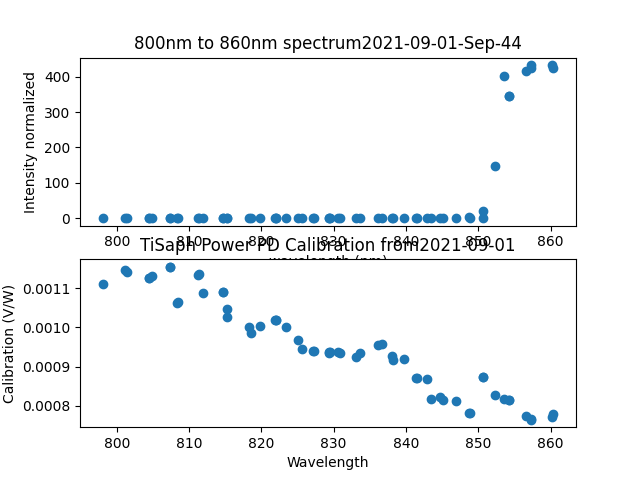 800nm to 860nm spectrum2021-09-01-Sep-44
Intensity normalized
400
300
200
100
0
800 810 820 830 840 850 860
wavelength (nm)
TiSaph Power PD Calibration from2021-09-01
Calibration (V/W)
0.0011
0.0010
0.0009
0.0008
800 810 820 830 840 850 860
Wavelength